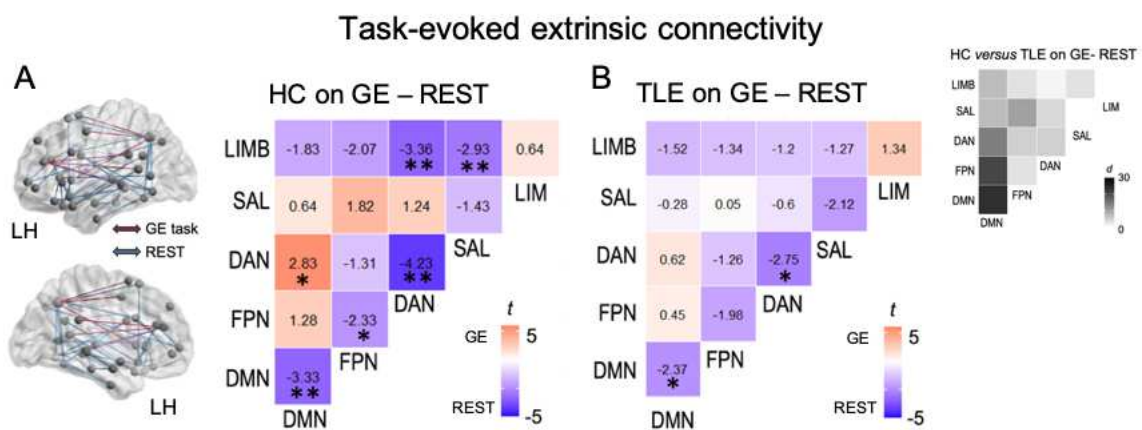 Task-evoked extrinsic connectivity
A
HC on GE – REST
LIMB -1.83 -2.07 -3.36 ** -2.93 ** 0.64
LIM
SAL 0.64 1.82 1.24 -1.43
SAL
DAN 2.83 * -1.31 -4.23 **
DAN
FPN 1.28 -2.33 *
FPN
DMN -3.33 **
DMN
t
GE 5
REST -5
LH
GE task
REST
LH
B
TLE on GE – REST
LIMB -1.52 -1.34 -1.2 -1.27 1.34
LIM
SAL -0.28 0.05 -0.6 -2.12
SAL
DAN 0.62 -1.26 -2.75 *
DAN
FPN 0.45 -1.98
FPN
DMN -2.37 *
DMN
t
GE 5
REST -5
HC versus TLE on GE- REST
LIMB
LIM
SAL
SAL
DAN
DAN
FPN
FPN
DMN
DMN
d
30
0